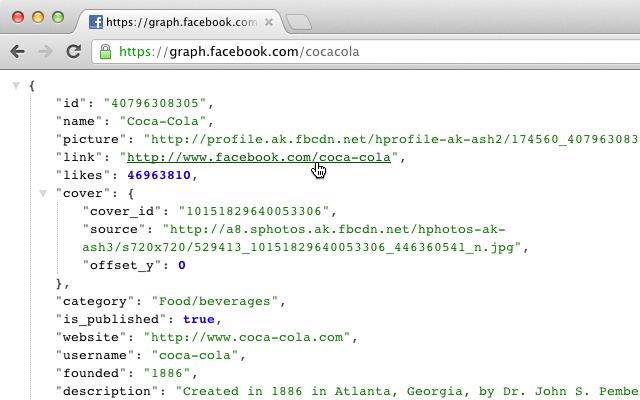 https://graph.facebook.com
https://graph.facebook.com/cocacola
{
"id": "40796308305",
"name": "Coca-Cola",
"picture": "http://profile.ak.fbcdn.net/hprofile-ak-ash2/174560_407963083
"link": "http://www.facebook.com/coca-cola",
"likes": 46963810,
"cover": {
"cover_id": "10151829640053306",
"source": "http://a8.sphotos.ak.fbcdn.net/hphotos-ak-
ash3/s720x720/529413_10151829640053306_446360541_n.jpg",
"offset_y": 0
},
"category": "Food/beverages",
"is_published": true,
"website": "http://www.coca-cola.com",
"username": "coca-cola",
"founded": "1886",
"description": "Created in 1886 in Atlanta, Georgia, by Dr. John S. Pembe